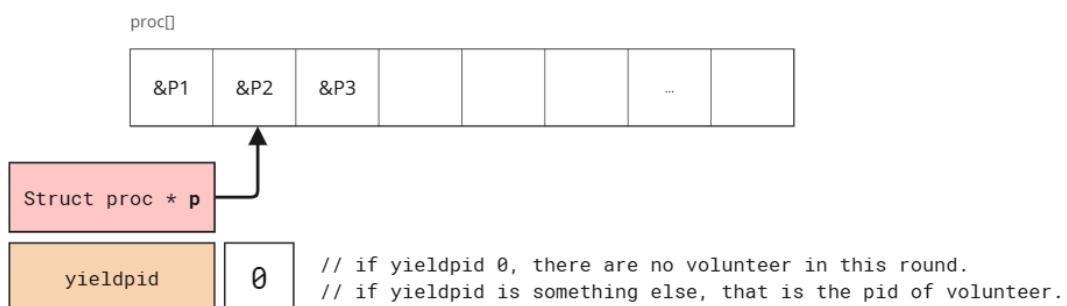 proc[]
&P1 &P2 &P3 ...
Struct proc * p
yieldpid 0
// if yieldpid 0, there are no volunteer in this round.
// if yieldpid is something else, that is the pid of volunteer.